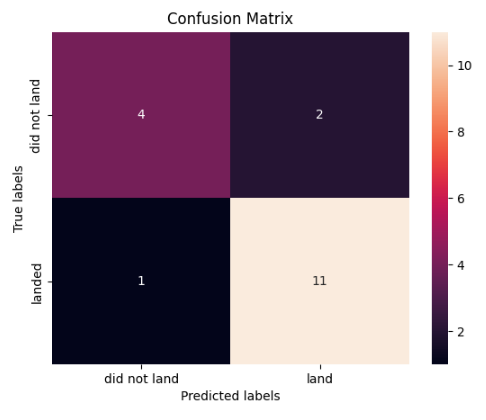 Confusion Matrix
True labels
did not land
4
2
landed
1
11
did not land
land
Predicted labels
10
8
6
4
2